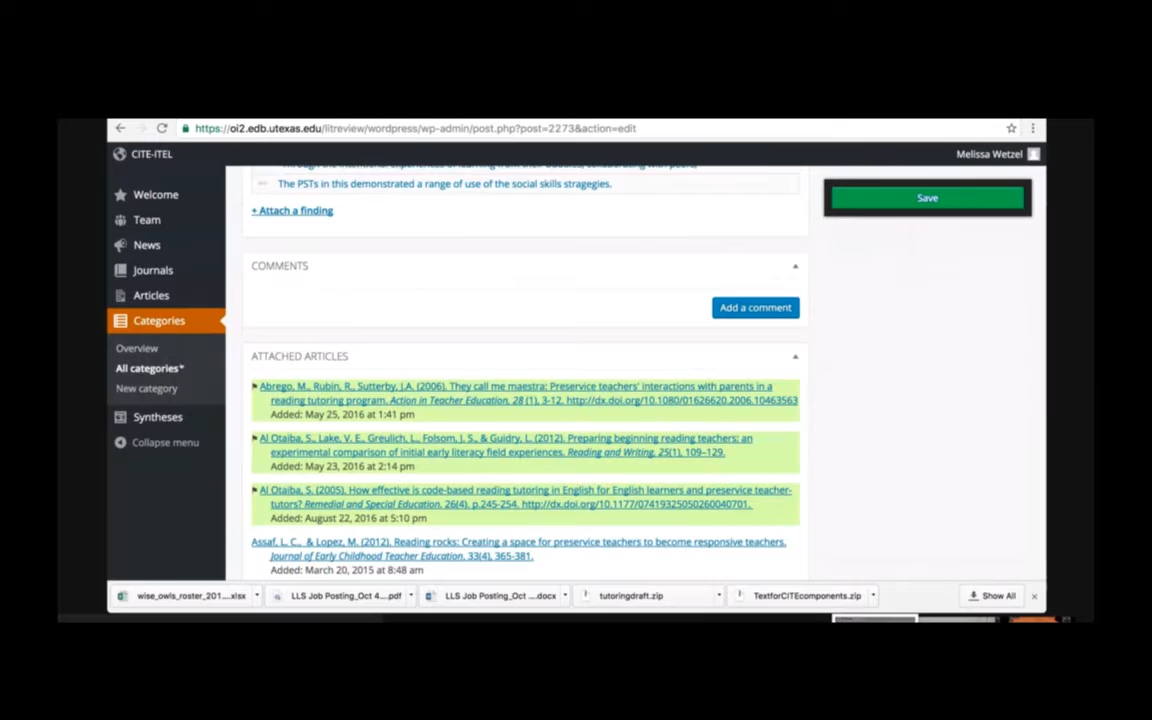 https://oi2.edb.utexas.edu/litreview/wordpress/wp-admin/post.php?post=2273&action=edit
CITE-ITEL
Melissa Wetzel
Welcome
Team
News
Journals
Articles
Categories
Overview
All categories*
New category
Syntheses
Collapse menu
The PSTs in this demonstrated a range of use of the social skills stragegies.
+ Attach a finding
Save
COMMENTS
Add a comment
ATTACHED ARTICLES
Abrego, M., Rubin, R., Sutterby, J.A. (2006). They call me maestra: Preservice teachers' interactions with parents in a
reading tutoring program. Action in Teacher Education, 28 (1), 3-12. http://dx.doi.org/10.1080/01626620.2006.10463563
Added: May 25, 2016 at 1:41 pm
Al Otaiba, S., Lake, V. E., Greulich, L., Folsom, J. S., & Guidry, L. (2012). Preparing beginning reading teachers: an
experimental comparison of initial early literacy field experiences. Reading and Writing, 25(1), 109–129.
Added: May 23, 2016 at 2:14 pm
Al Otaiba, S. (2005). How effective is code-based reading tutoring in English for English learners and preservice teacher-
tutors? Remedial and Special Education. 26(4). p.245-254. http://dx.doi.org/10.1177/07419325050260040701.
Added: August 22, 2016 at 5:10 pm
Assaf, L. C., & Lopez, M. (2012). Reading rocks: Creating a space for preservice teachers to become responsive teachers.
Journal of Early Childhood Teacher Education, 33(4), 365-381.
Added: March 20, 2015 at 8:48 am
wise_owls_roster_201....xlsx
LLS Job Posting_Oct 4....pdf
LLS Job Posting_Oct ....docx
tutoringdraft.zip
TextforCITEcomponents.zip
Show All